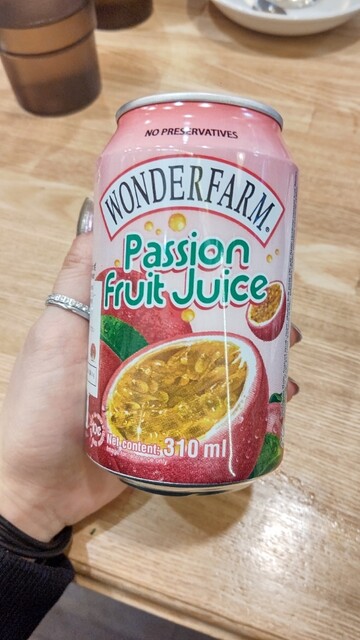 NO PRESERVATIVES
WONDERFARM®
Passion
Fruit Juice
Net content: 310 ml